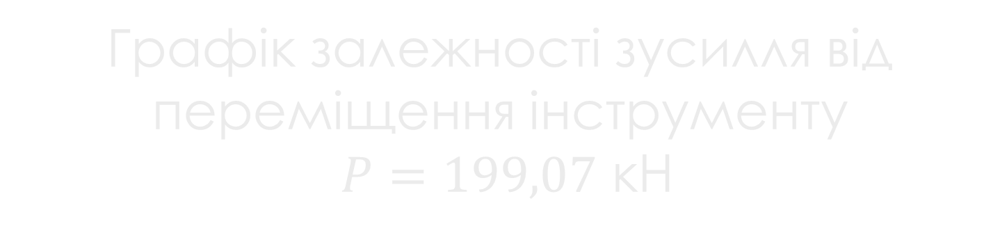 Графік залежності зусилля від
переміщення інструменту
P = 199,07 кН